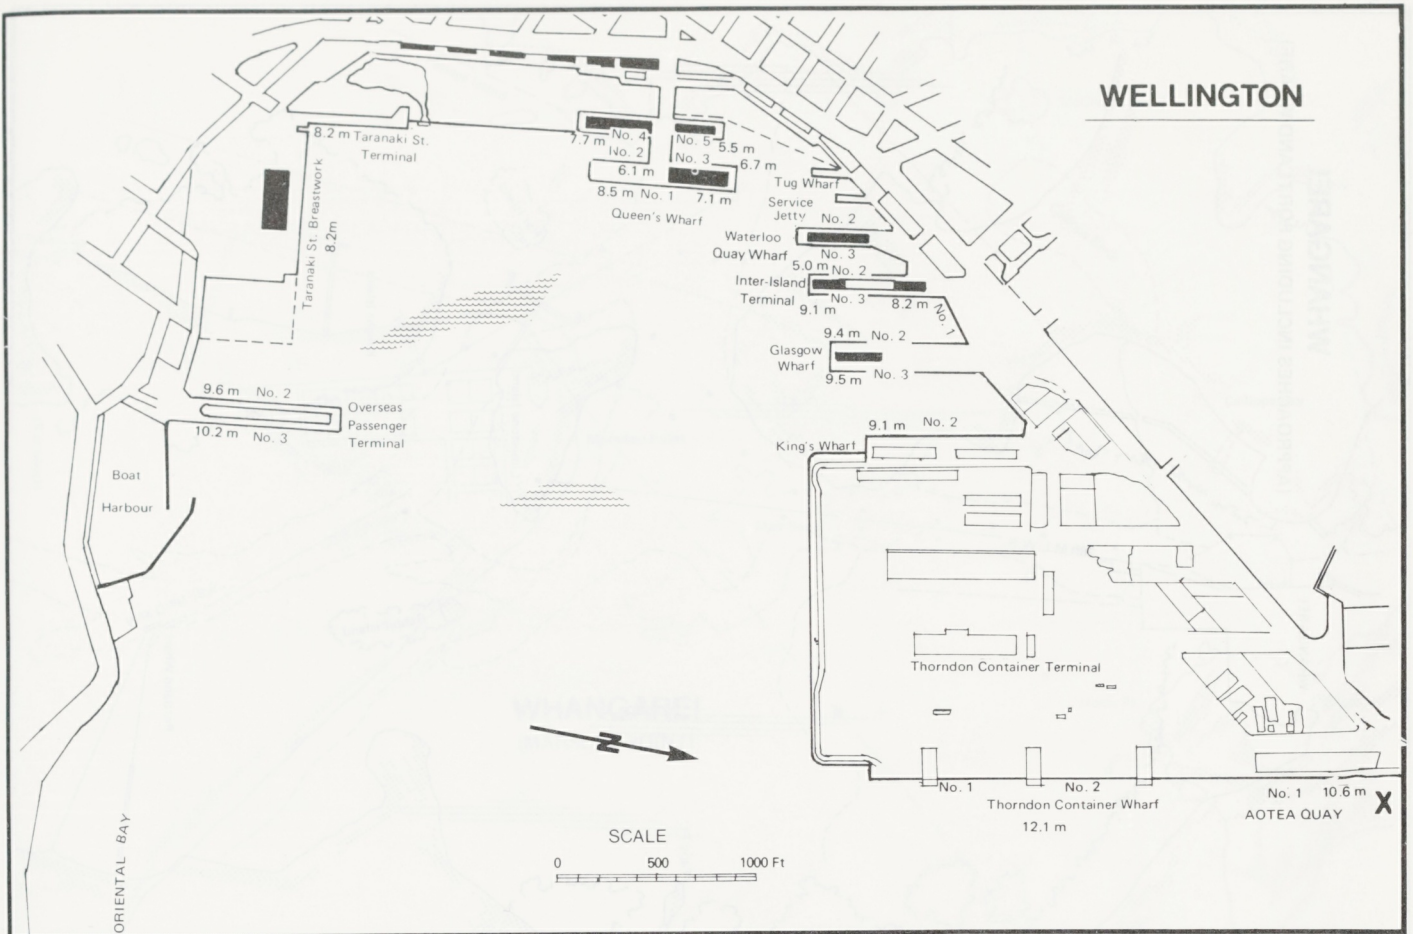 WELLINGTON
8.2 m Taranaki St.
Terminal
Taranaki St. Breastwork
8.2m
No. 4
7.7 m
No. 2
6.1 m
8.5 m No. 1
No. 5
5.5 m
No. 3
6.7 m
7.1 m
Queen's Wharf
Tug Wharf
Service
Jetty
No. 2
Waterloo
Quay Wharf
No. 3
5.0 m
No. 2
Inter-Island
Terminal
No. 3
8.2 m
9.1 m
No. 1
9.4 m No. 2
Glasgow
Wharf
9.5 m No. 3
9.6 m No. 2
10.2 m No. 3
Overseas
Passenger
Terminal
9.1 m No. 2
King's Wharf
Boat
Harbour
Thorndon Container Terminal
N
No. 1
No. 2
Thorndon Container Wharf
12.1 m
No. 1 10.6 m
AOTEA QUAY
X
SCALE
0 500 1000 Ft
ORIENTAL BAY
WHANGAREI